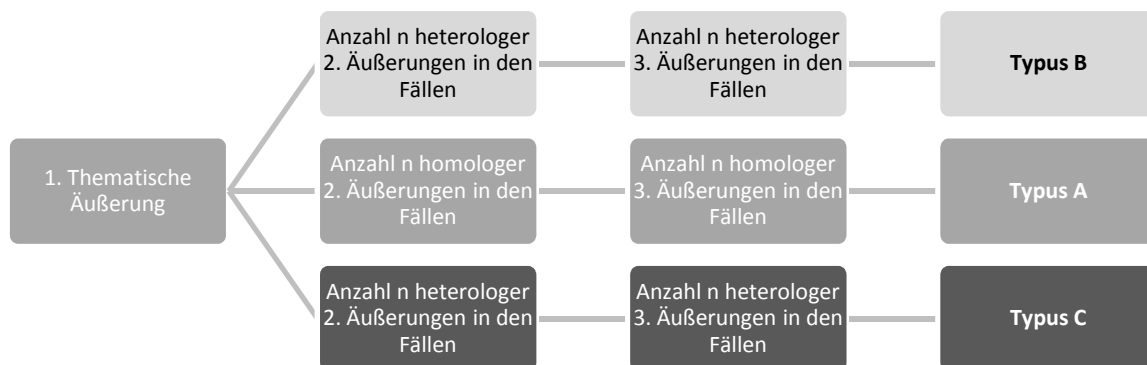 1. Thematische
Äußerung
Anzahl n heterologer
2. Äußerungen in den
Fällen
Anzahl n heterologer
3. Äußerungen in den
Fällen
Typus B
Anzahl n homologer
2. Äußerungen in den
Fällen
Anzahl n homologer
3. Äußerungen in den
Fällen
Typus A
Anzahl n heterologer
2. Äußerungen in den
Fällen
Anzahl n heterologer
3. Äußerungen in den
Fällen
Typus C